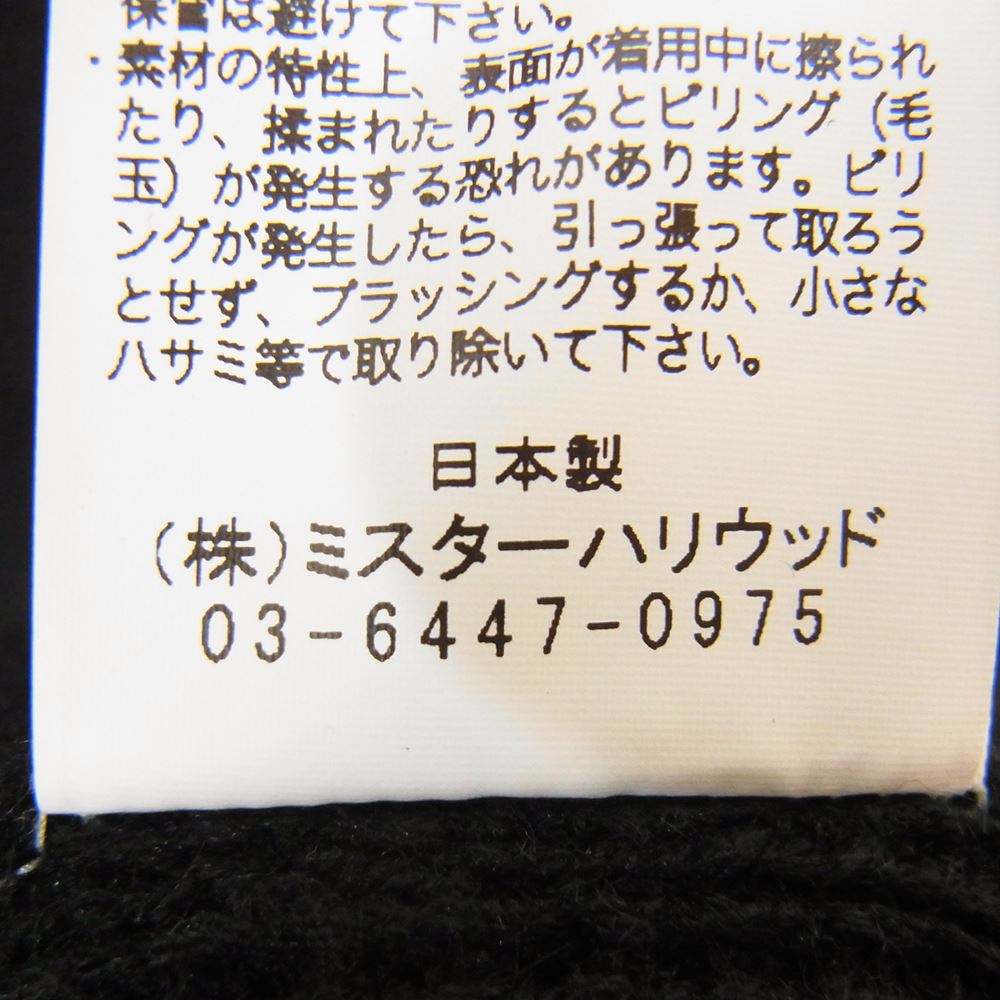 保管は避けて下さい。
・素材の特性上、表面が着用中に擦られ
たり、揉まれたりするとピリング（毛
玉）が発生する恐れがあります。ピリ
ングが発生したら、引っ張って取ろう
とせず、ブラッシングするか、小さな
ハサミ等で取り除いて下さい。
日本製
（株）ミスターハリウッド
03-6447-0975